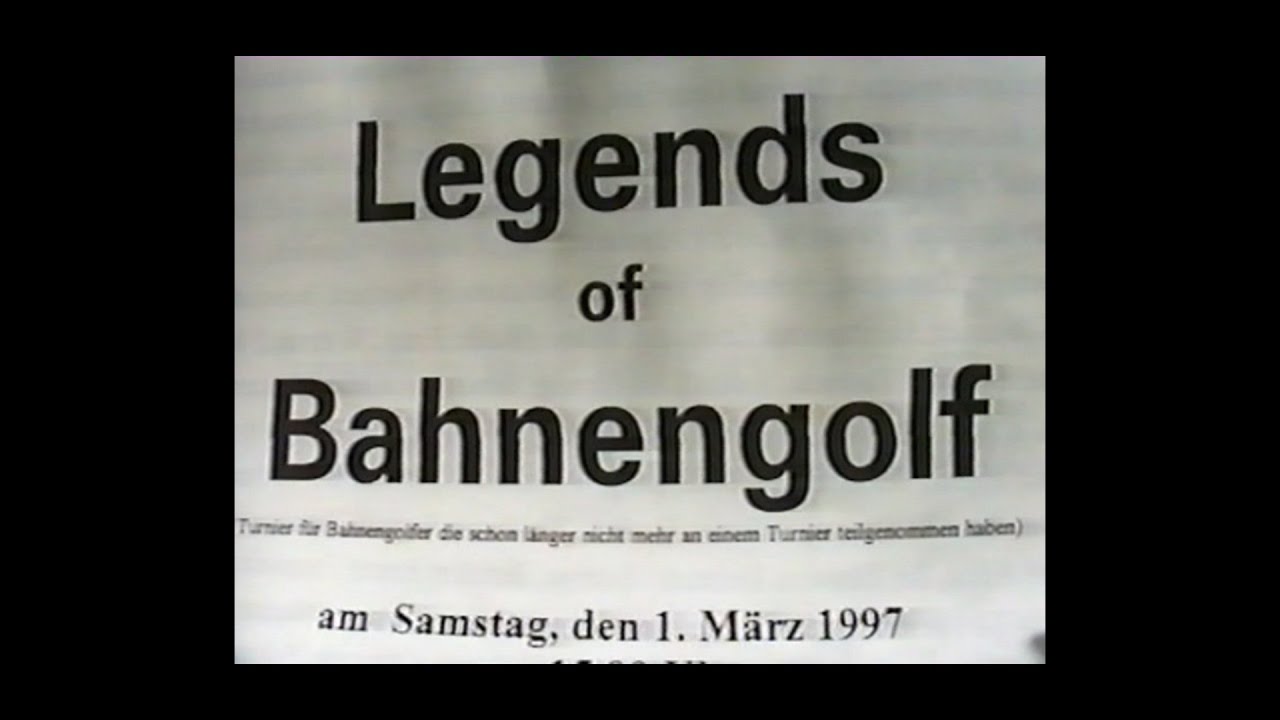 Legends
of
Bahnengolf
Turnier für Bahnengolfer die schon länger nicht mehr an einem Turnier teilgenommen haben)
am Samstag, den 1. März 1997